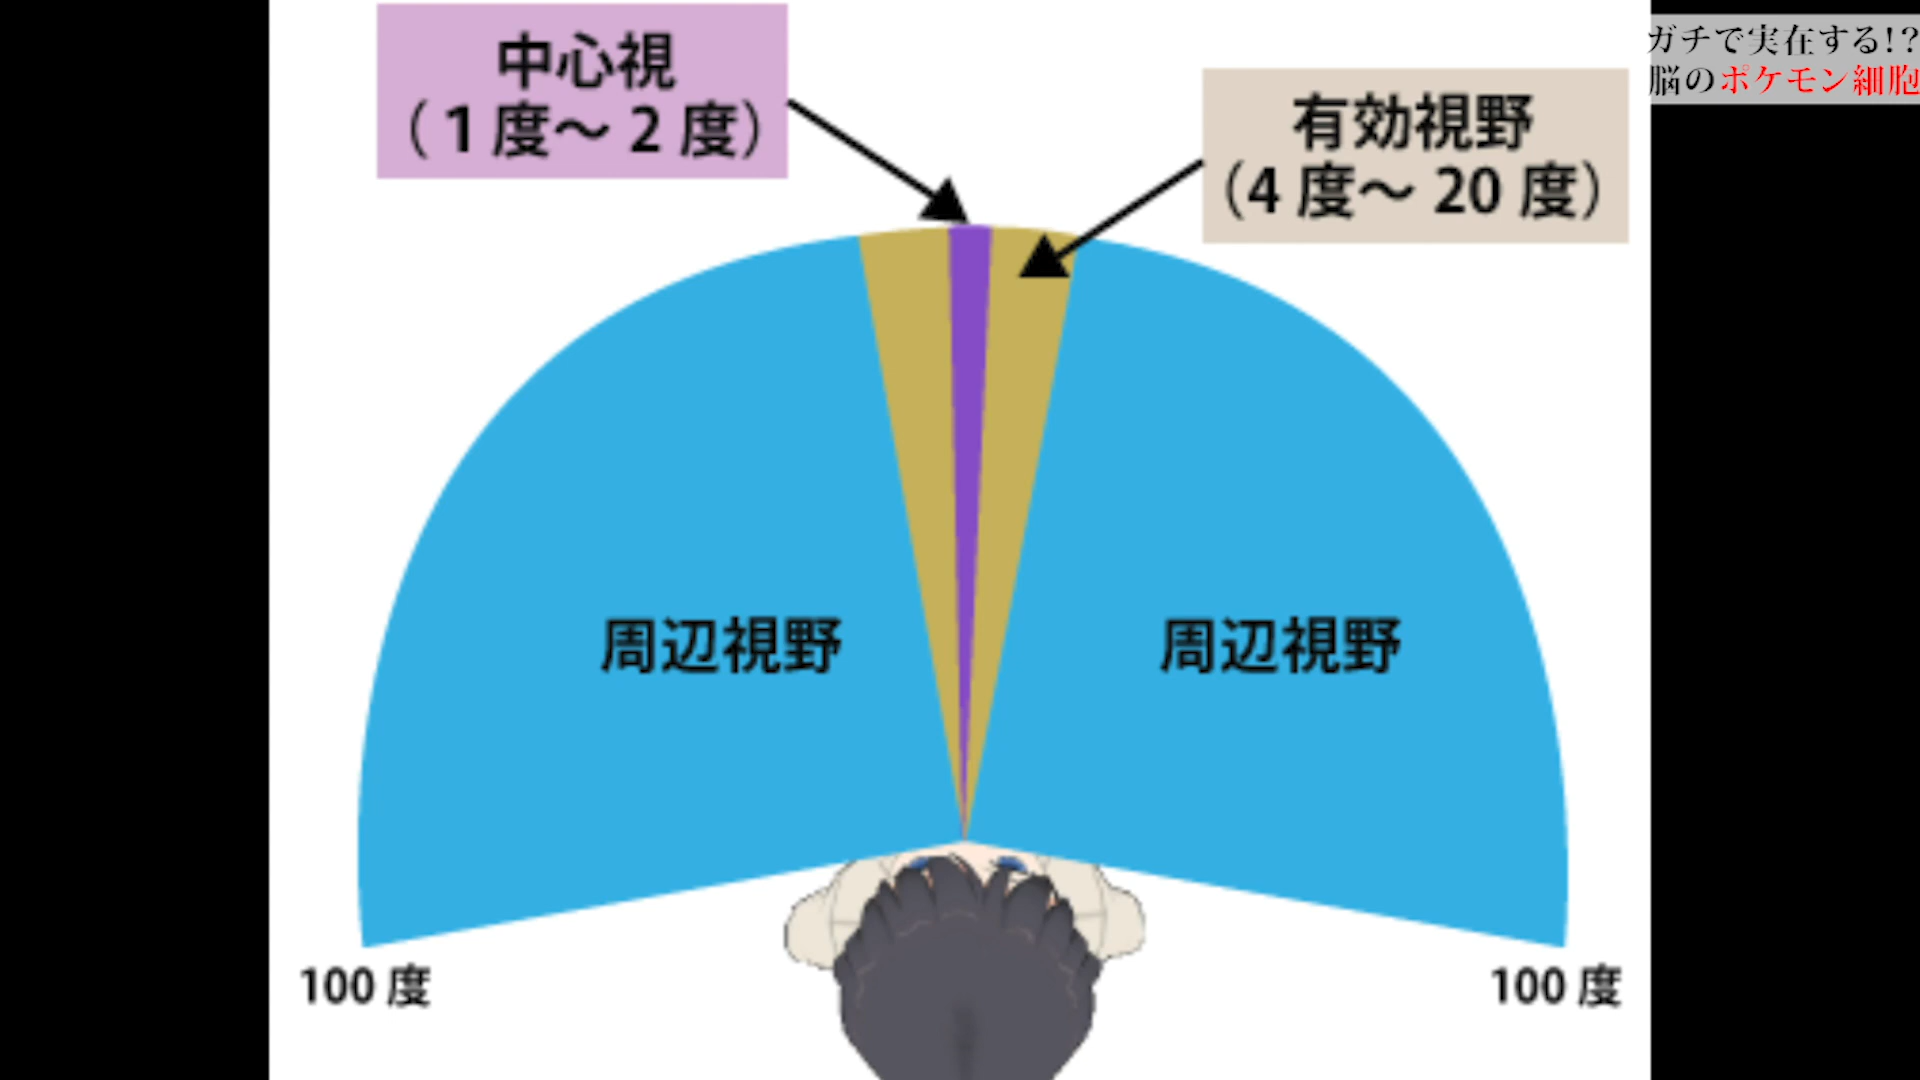 中心視
（1度〜2度）
有効視野
（4度〜20度）
ガチで実在する!？
脳のポケモン細胞
周辺視野
周辺視野
100度
100度